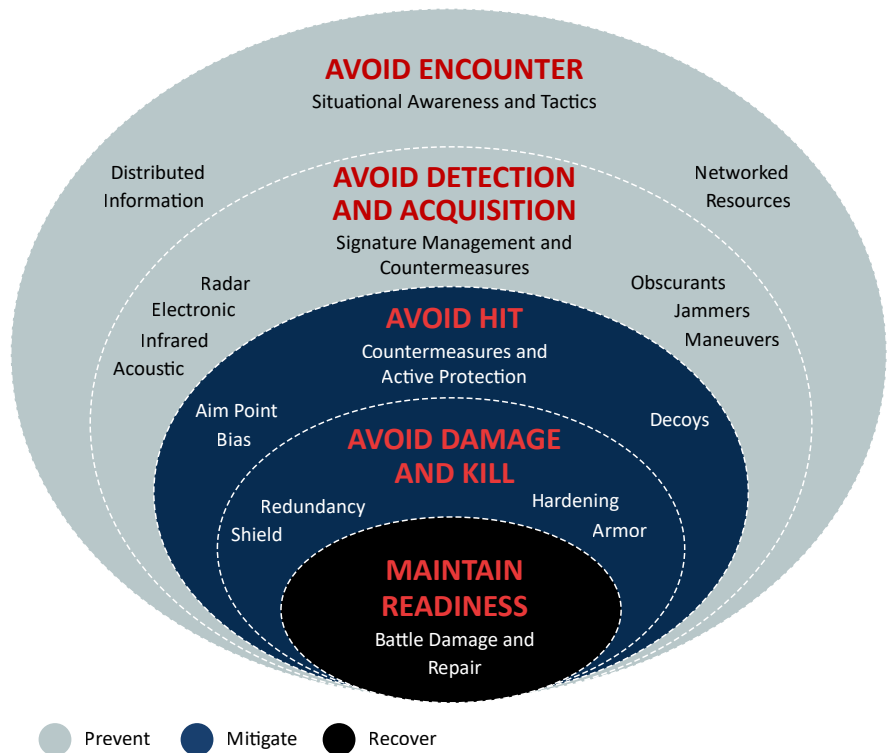 AVOID ENCOUNTER
Situational Awareness and Tactics
Distributed
Information
Networked
Resources
AVOID DETECTION
AND ACQUISITION
Signature Management and
Countermeasures
Radar
Electronic
Infrared
Acoustic
Obscurants
Jammers
Maneuvers
AVOID HIT
Countermeasures and
Active Protection
Aim Point
Bias
Decoys
AVOID DAMAGE
AND KILL
Redundancy
Shield
Hardening
Armor
MAINTAIN
READINESS
Battle Damage and
Repair
Prevent
Mitigate
Recover